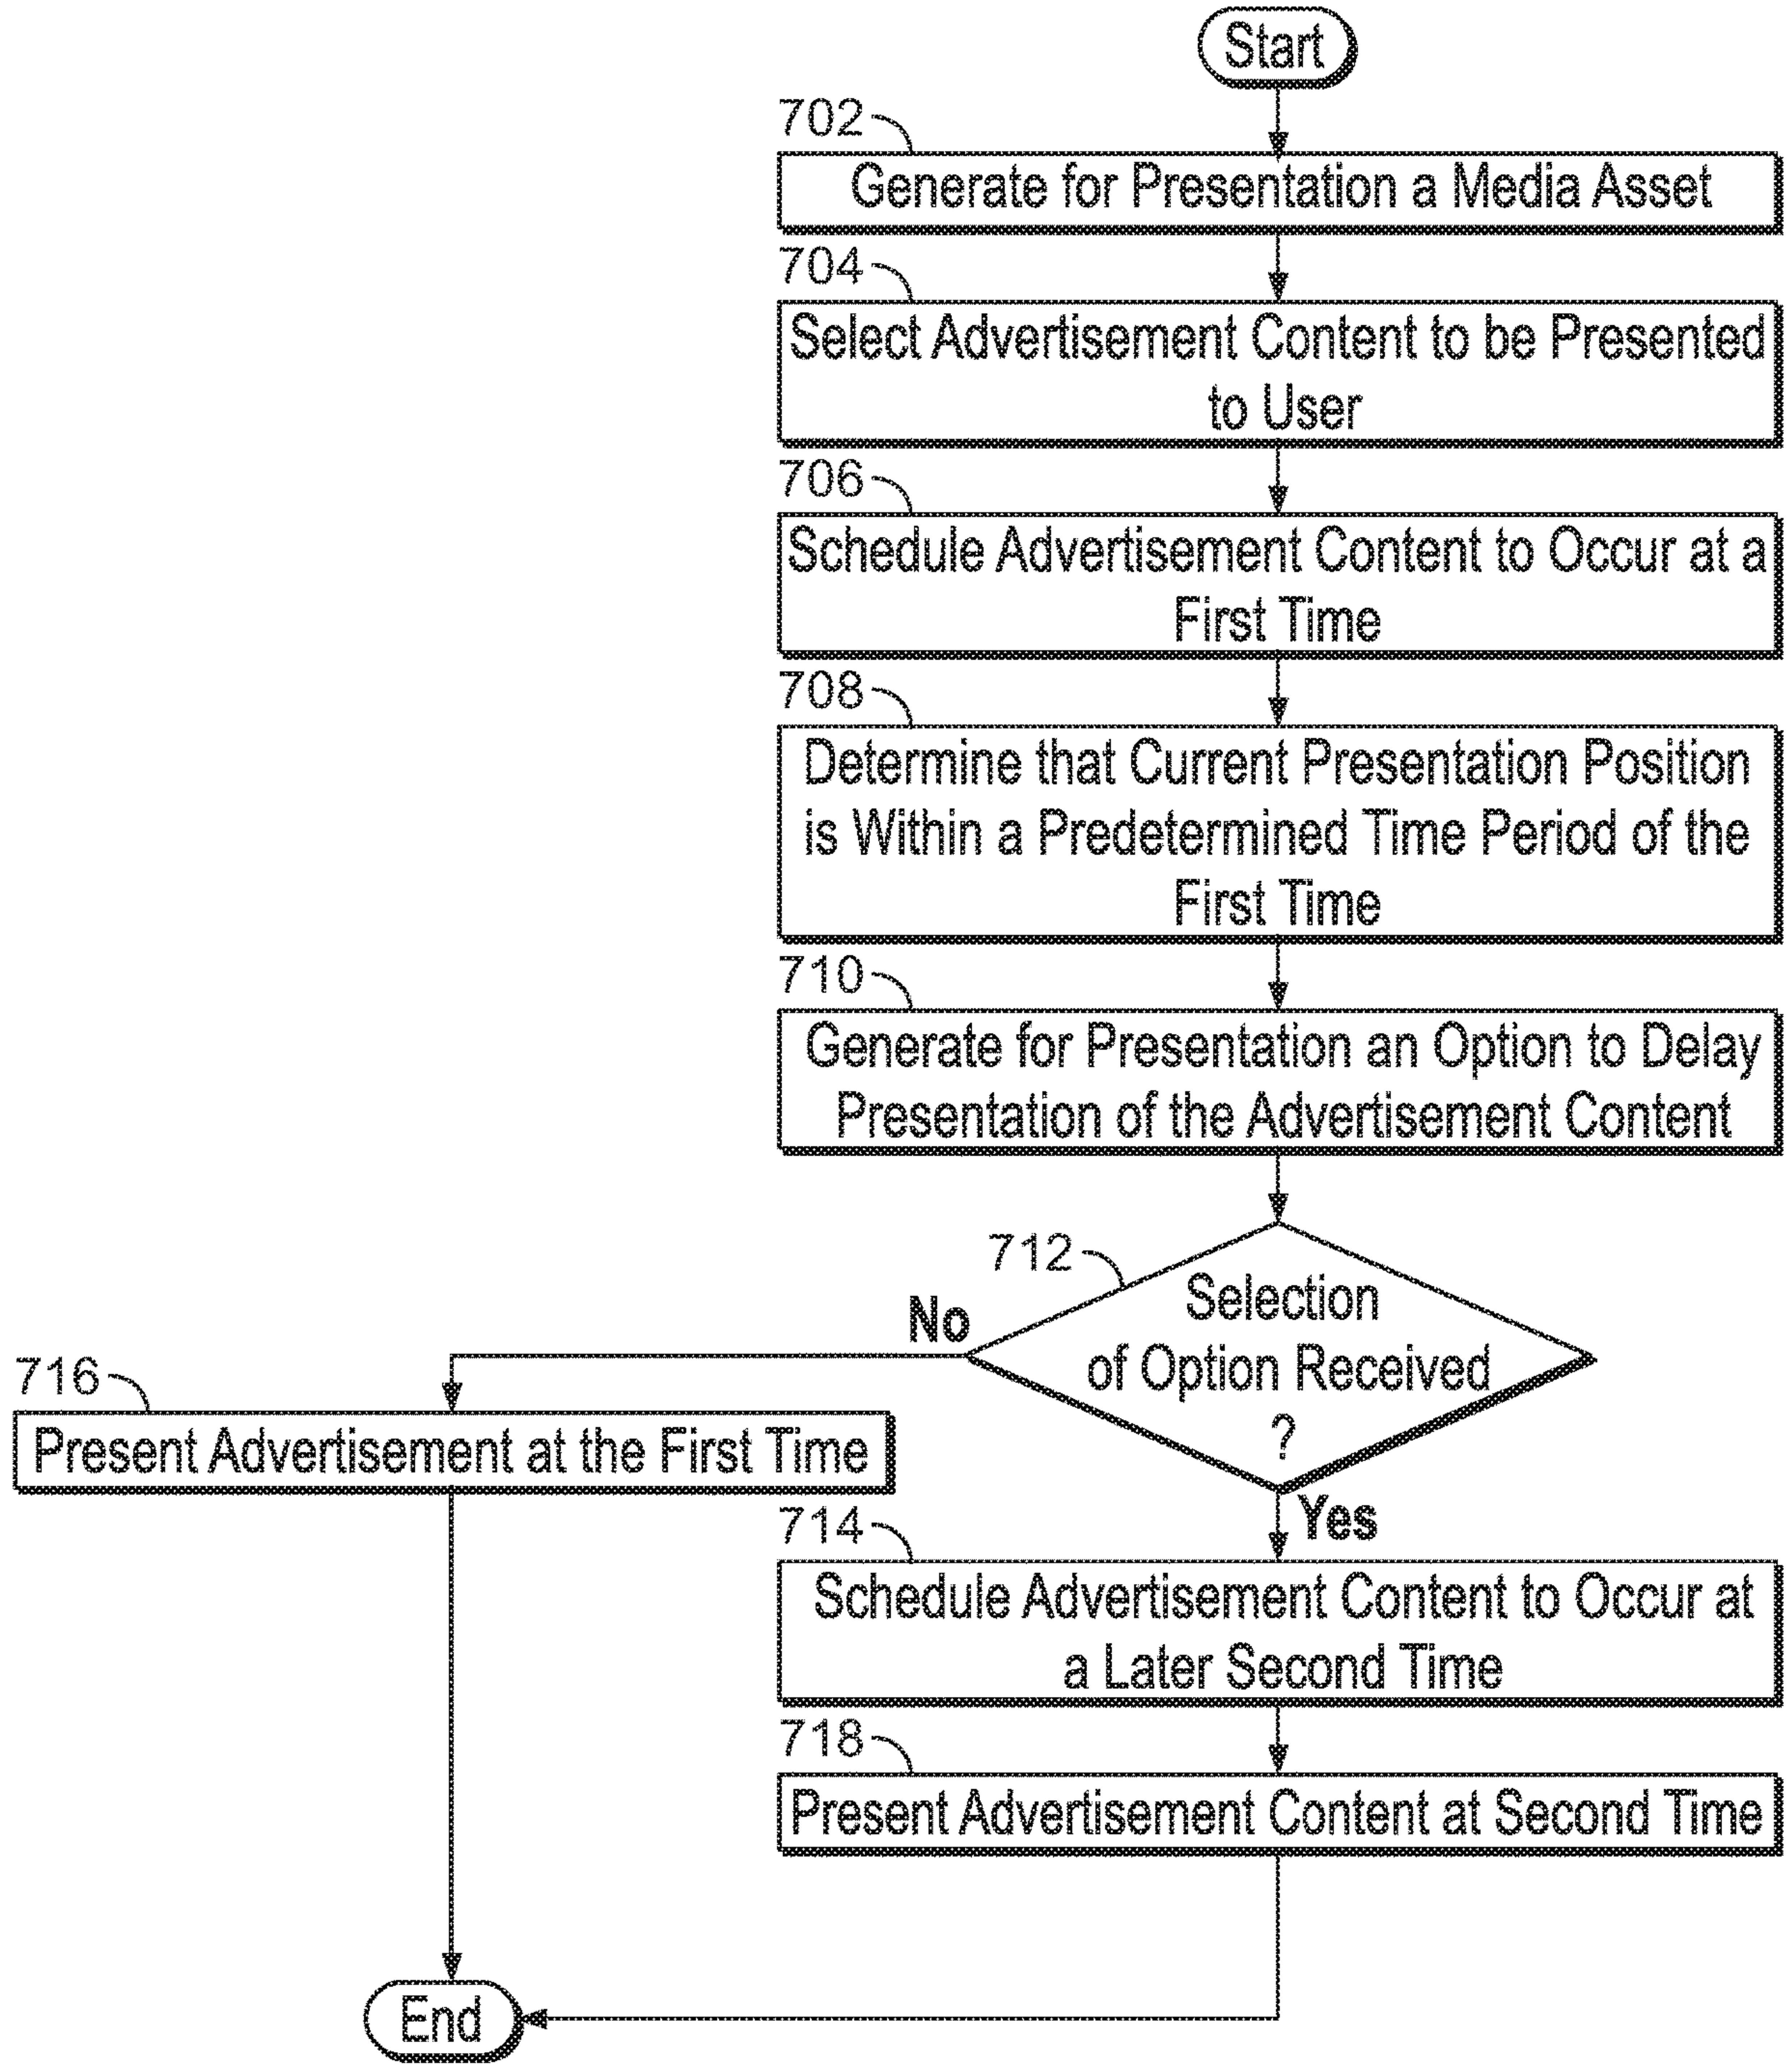 Start
702
Generate for Presentation a Media Asset
704
Select Advertisement Content to be Presented
to User
706
Schedule Advertisement Content to Occur at a
First Time
708
Determine that Current Presentation Position
is Within a Predetermined Time Period of the
First Time
710
Generate for Presentation an Option to Delay
Presentation of the Advertisement Content
712
Selection
of Option Received
?
No
716
Present Advertisement at the First Time
Yes
714
Schedule Advertisement Content to Occur at
a Later Second Time
718
Present Advertisement Content at Second Time
End